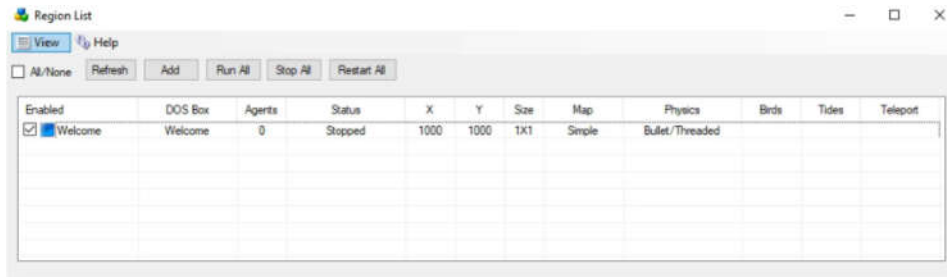 Region List
View Help
All/None Refresh Add Run All Stop All Restart All
Enabled DOS Box Agents Status X Y Size Map Physics Birds Tides Teleport
Welcome Welcome 0 Stopped 1000 1000 1X1 Simple Bullet/Threaded